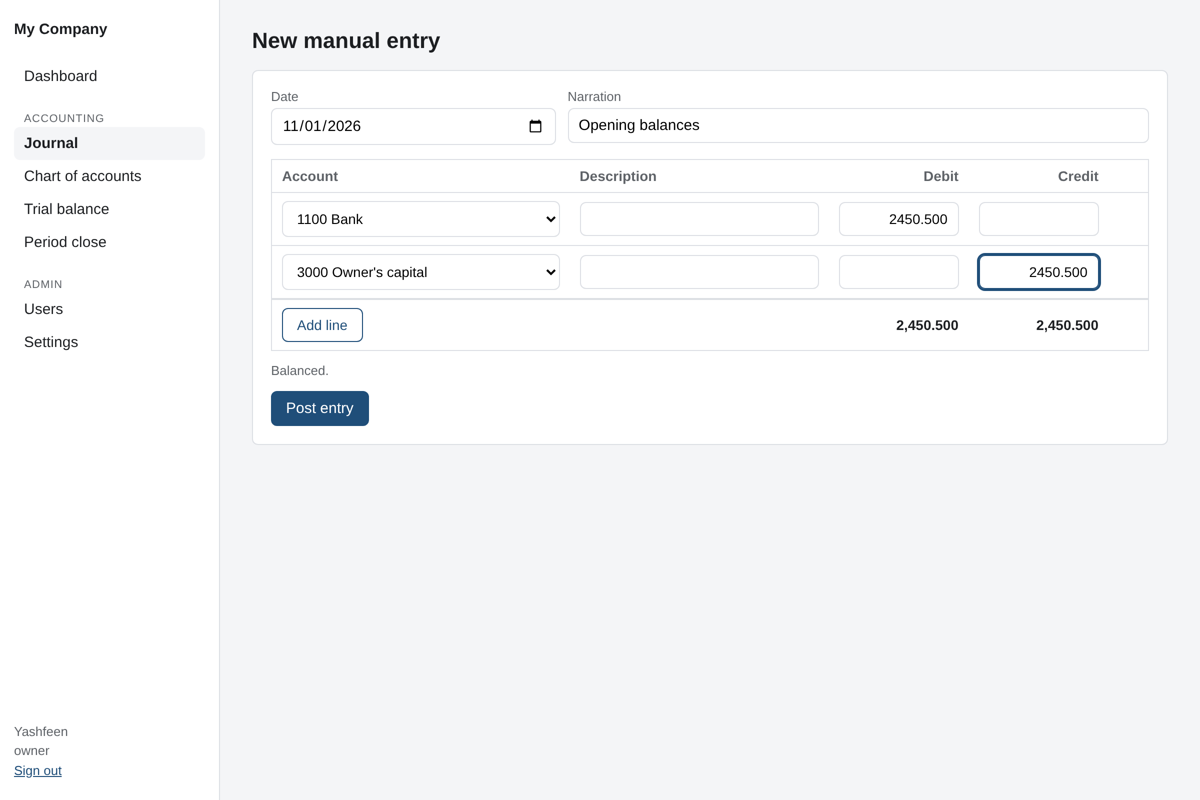 My Company
Dashboard
ACCOUNTING
Journal
Chart of accounts
Trial balance
Period close
ADMIN
Users
Settings
Yashfeen
owner
Sign out
New manual entry
Date Narration
11/01/2026 Opening balances
Account Description Debit Credit
1100 Bank 2450.500
3000 Owner's capital 2450.500
Add line 2,450.500 2,450.500
Balanced.
Post entry